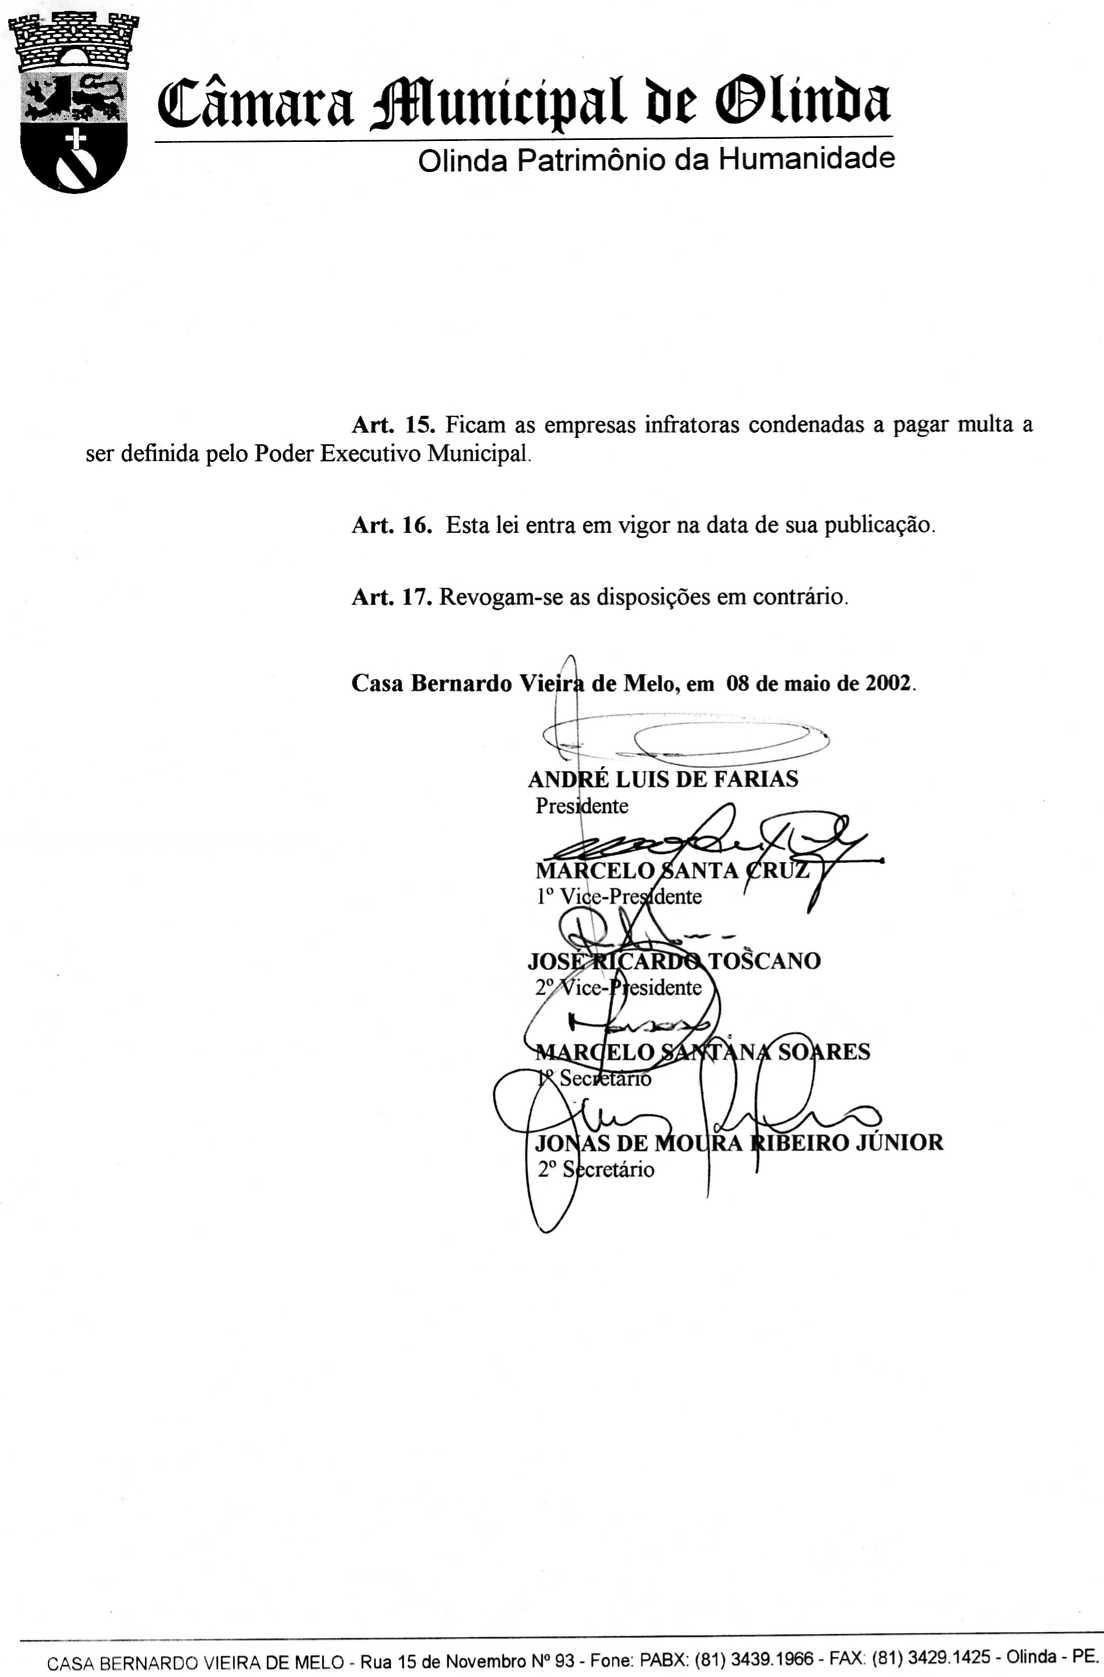 Câmara Municipal de Olinda
Olinda Patrimônio da Humanidade
Art. 15. Ficam as empresas infratoras condenadas a pagar multa a
ser definida pelo Poder Executivo Municipal.
Art. 16. Esta lei entra em vigor na data de sua publicação.
Art. 17. Revogam-se as disposições em contrário.
Casa Bernardo Vieira de Melo, em 08 de maio de 2002.
ANDRÉ LUIS DE FARIAS
Presidente
MARCELO SANTA CRUZ
1º Vice-Presidente
JOSÉ RICARDO TOSCANO
2º Vice-Presidente
MARCELO SANTANA SOARES
1º Secretário
JONAS DE MOURA RIBEIRO JÚNIOR
2º Secretário
CASA BERNARDO VIEIRA DE MELO - Rua 15 de Novembro Nº 93 - Fone: PABX: (81) 3439.1966 - FAX: (81) 3429.1425 - Olinda - PE.